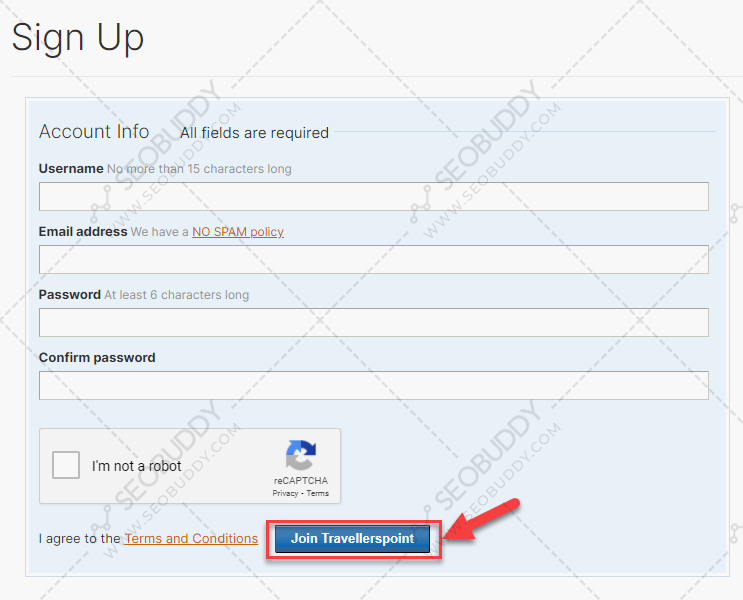 Sign Up
Account Info All fields are required
Username No more than 15 characters long
Email address We have a NO SPAM policy
Password At least 6 characters long
Confirm password
I'm not a robot
reCAPTCHA
Privacy - Terms
I agree to the Terms and Conditions Join Travellerspoint
SEOBUDDY
WWW.SEOBUDDY.COM
SEOBUDDY
WWW.SEOBUDDY.COM
SEOBUDDY
WWW.SEOBUDDY.COM
SEOBUDDY
WWW.SEOBUDDY.COM